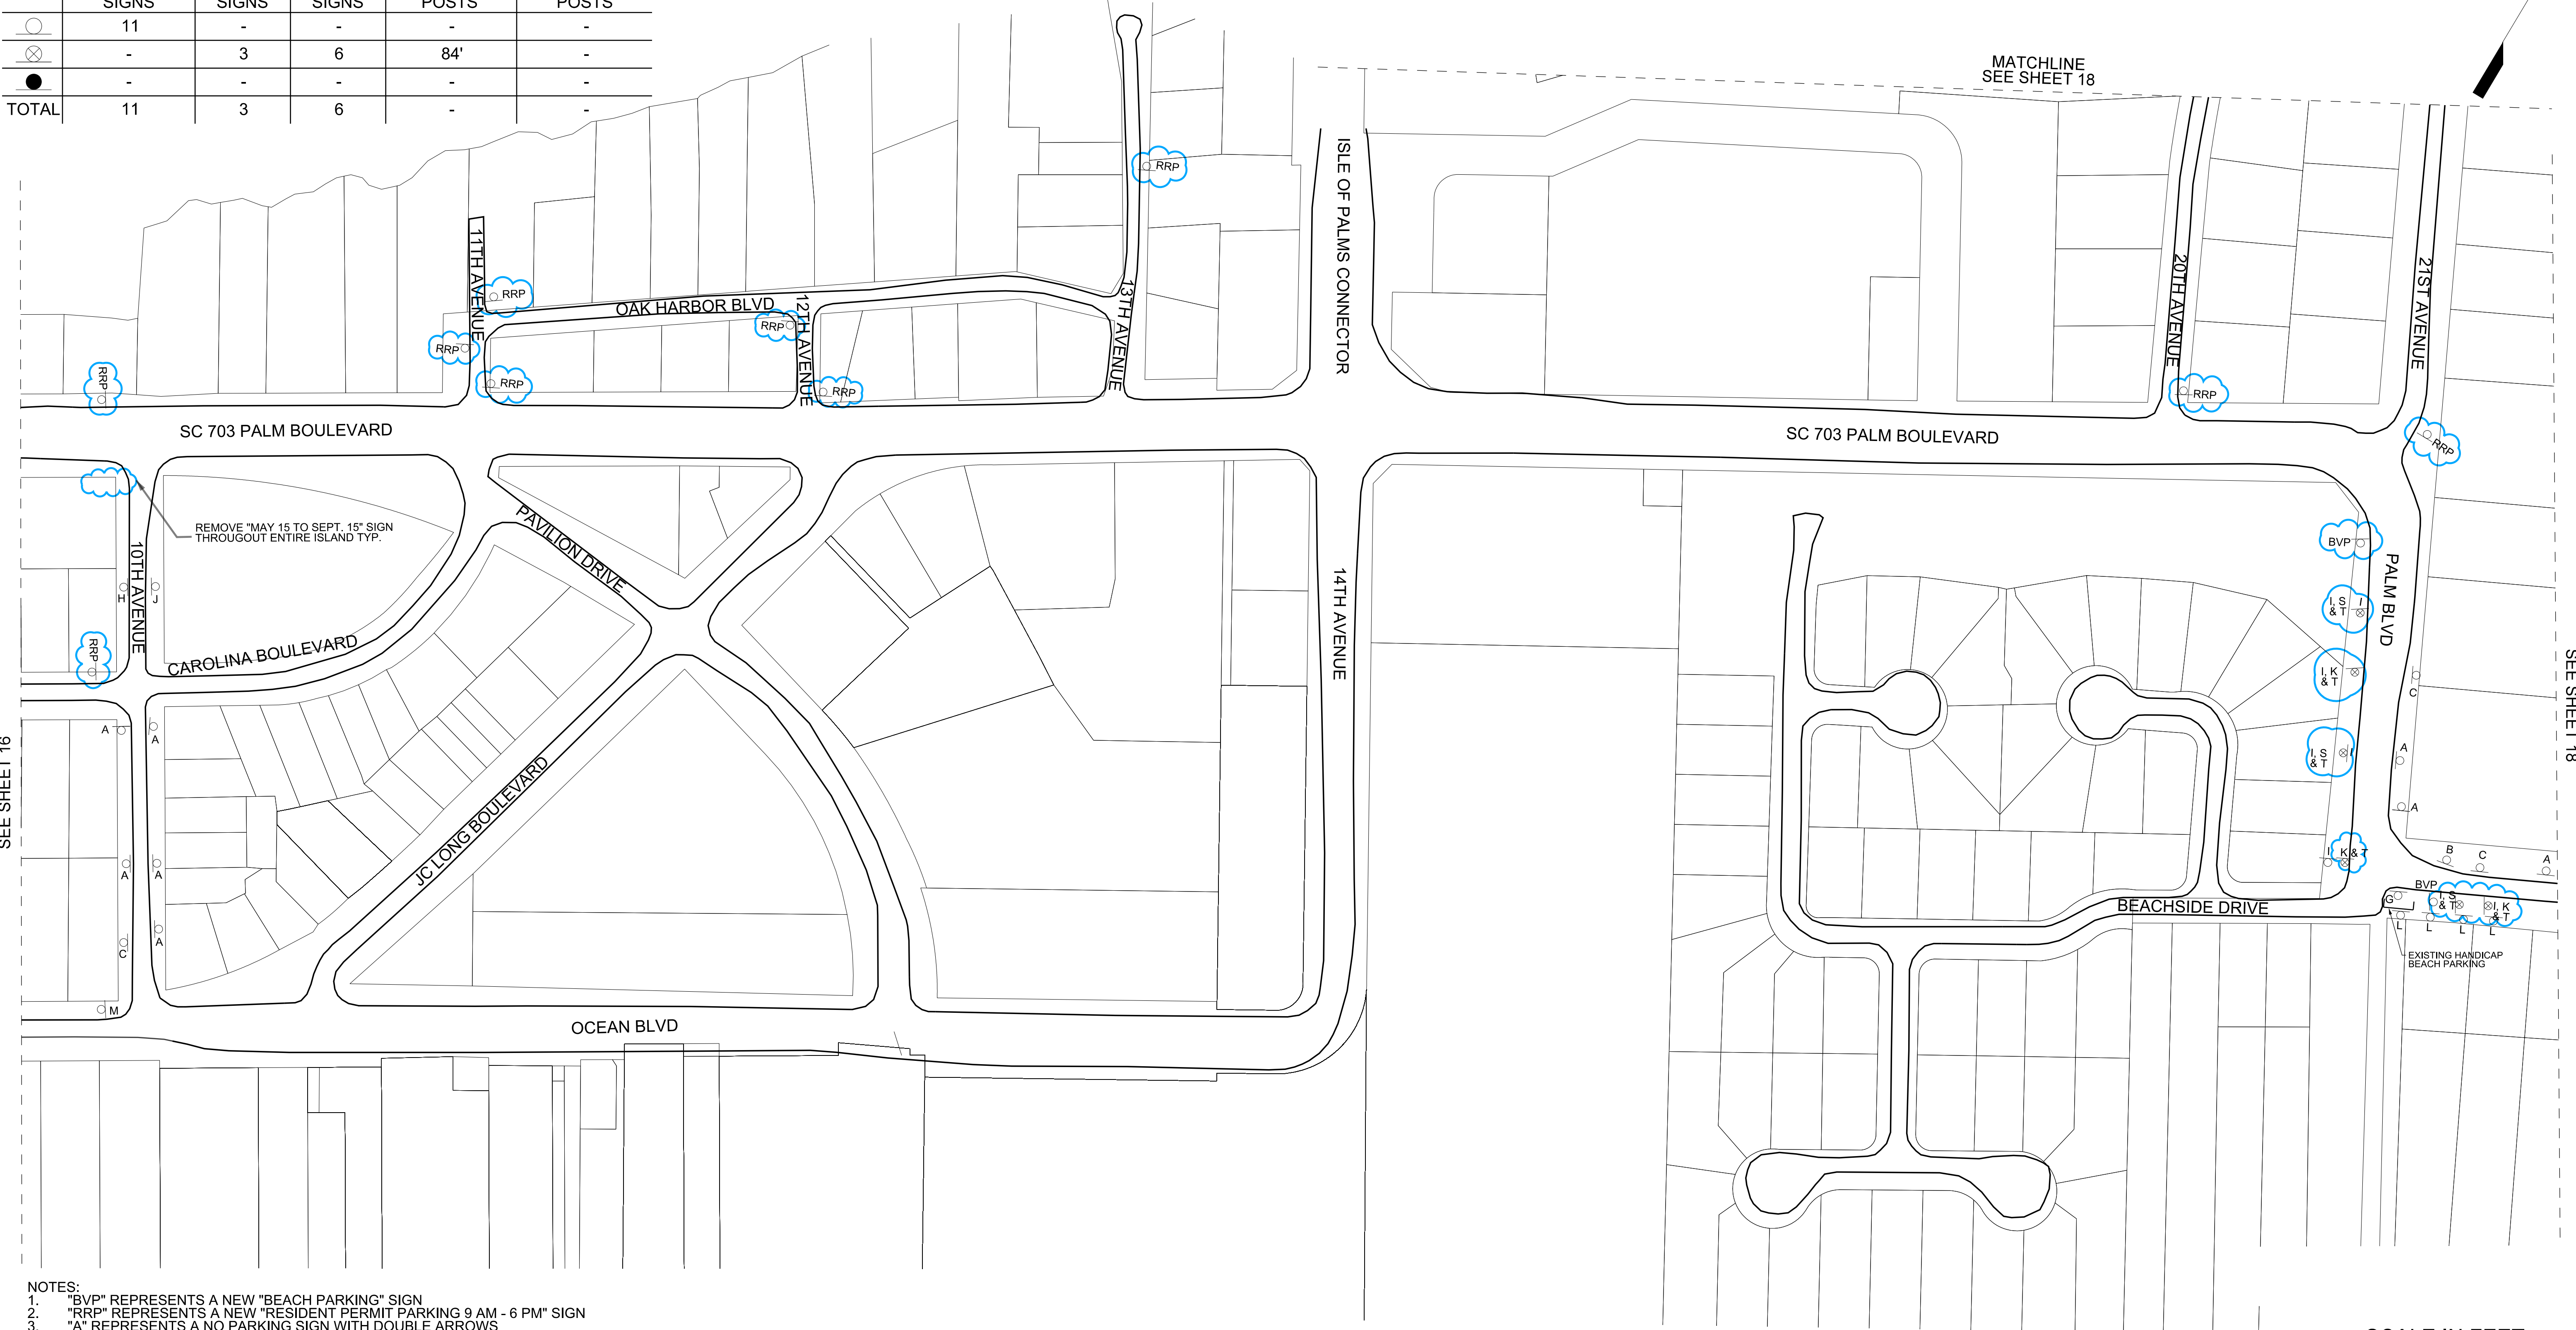 SIGNS SIGNS SIGNS POSTS POSTS
11 - - - -
- 3 6 84' -
- - - - -
TOTAL 11 3 6 - -
MATCHLINE
SEE SHEET 18
RRP
ISLE OF PALMS CONNECTOR
11TH AVENUE
RRP
OAK HARBOR BLVD
12TH AVENUE
RRP
13TH AVENUE
20TH AVENUE
21ST AVENUE
RRP
RRP
RRP
RRP
RRP
SC 703 PALM BOULEVARD
SC 703 PALM BOULEVARD
RRP
REMOVE "MAY 15 TO SEPT. 15" SIGN
THROUGOUT ENTIRE ISLAND TYP.
PAVILION DRIVE
10TH AVENUE
H
J
RRP
CAROLINA BOULEVARD
14TH AVENUE
BVP
PALM BLVD
I, S
& T
I
I, K
& T
C
SEE SHEET 16
SEE SHEET 18
A
A
A
I, S
& T
I
A
JC LONG BOULEVARD
A
A
I
K & T
B
C
A
BEACHSIDE DRIVE
BVP
G
I
I, S
& T
I, K
& T
L
L
L
L
EXISTING HANDICAP
BEACH PARKING
C
A
M
OCEAN BLVD
NOTES:
1. "BVP" REPRESENTS A NEW "BEACH PARKING" SIGN
2. "RRP" REPRESENTS A NEW "RESIDENT PERMIT PARKING 9 AM - 6 PM" SIGN
3. "A" REPRESENTS A NO PARKING SIGN WITH DOUBLE ARROWS
SCALE IN FEET